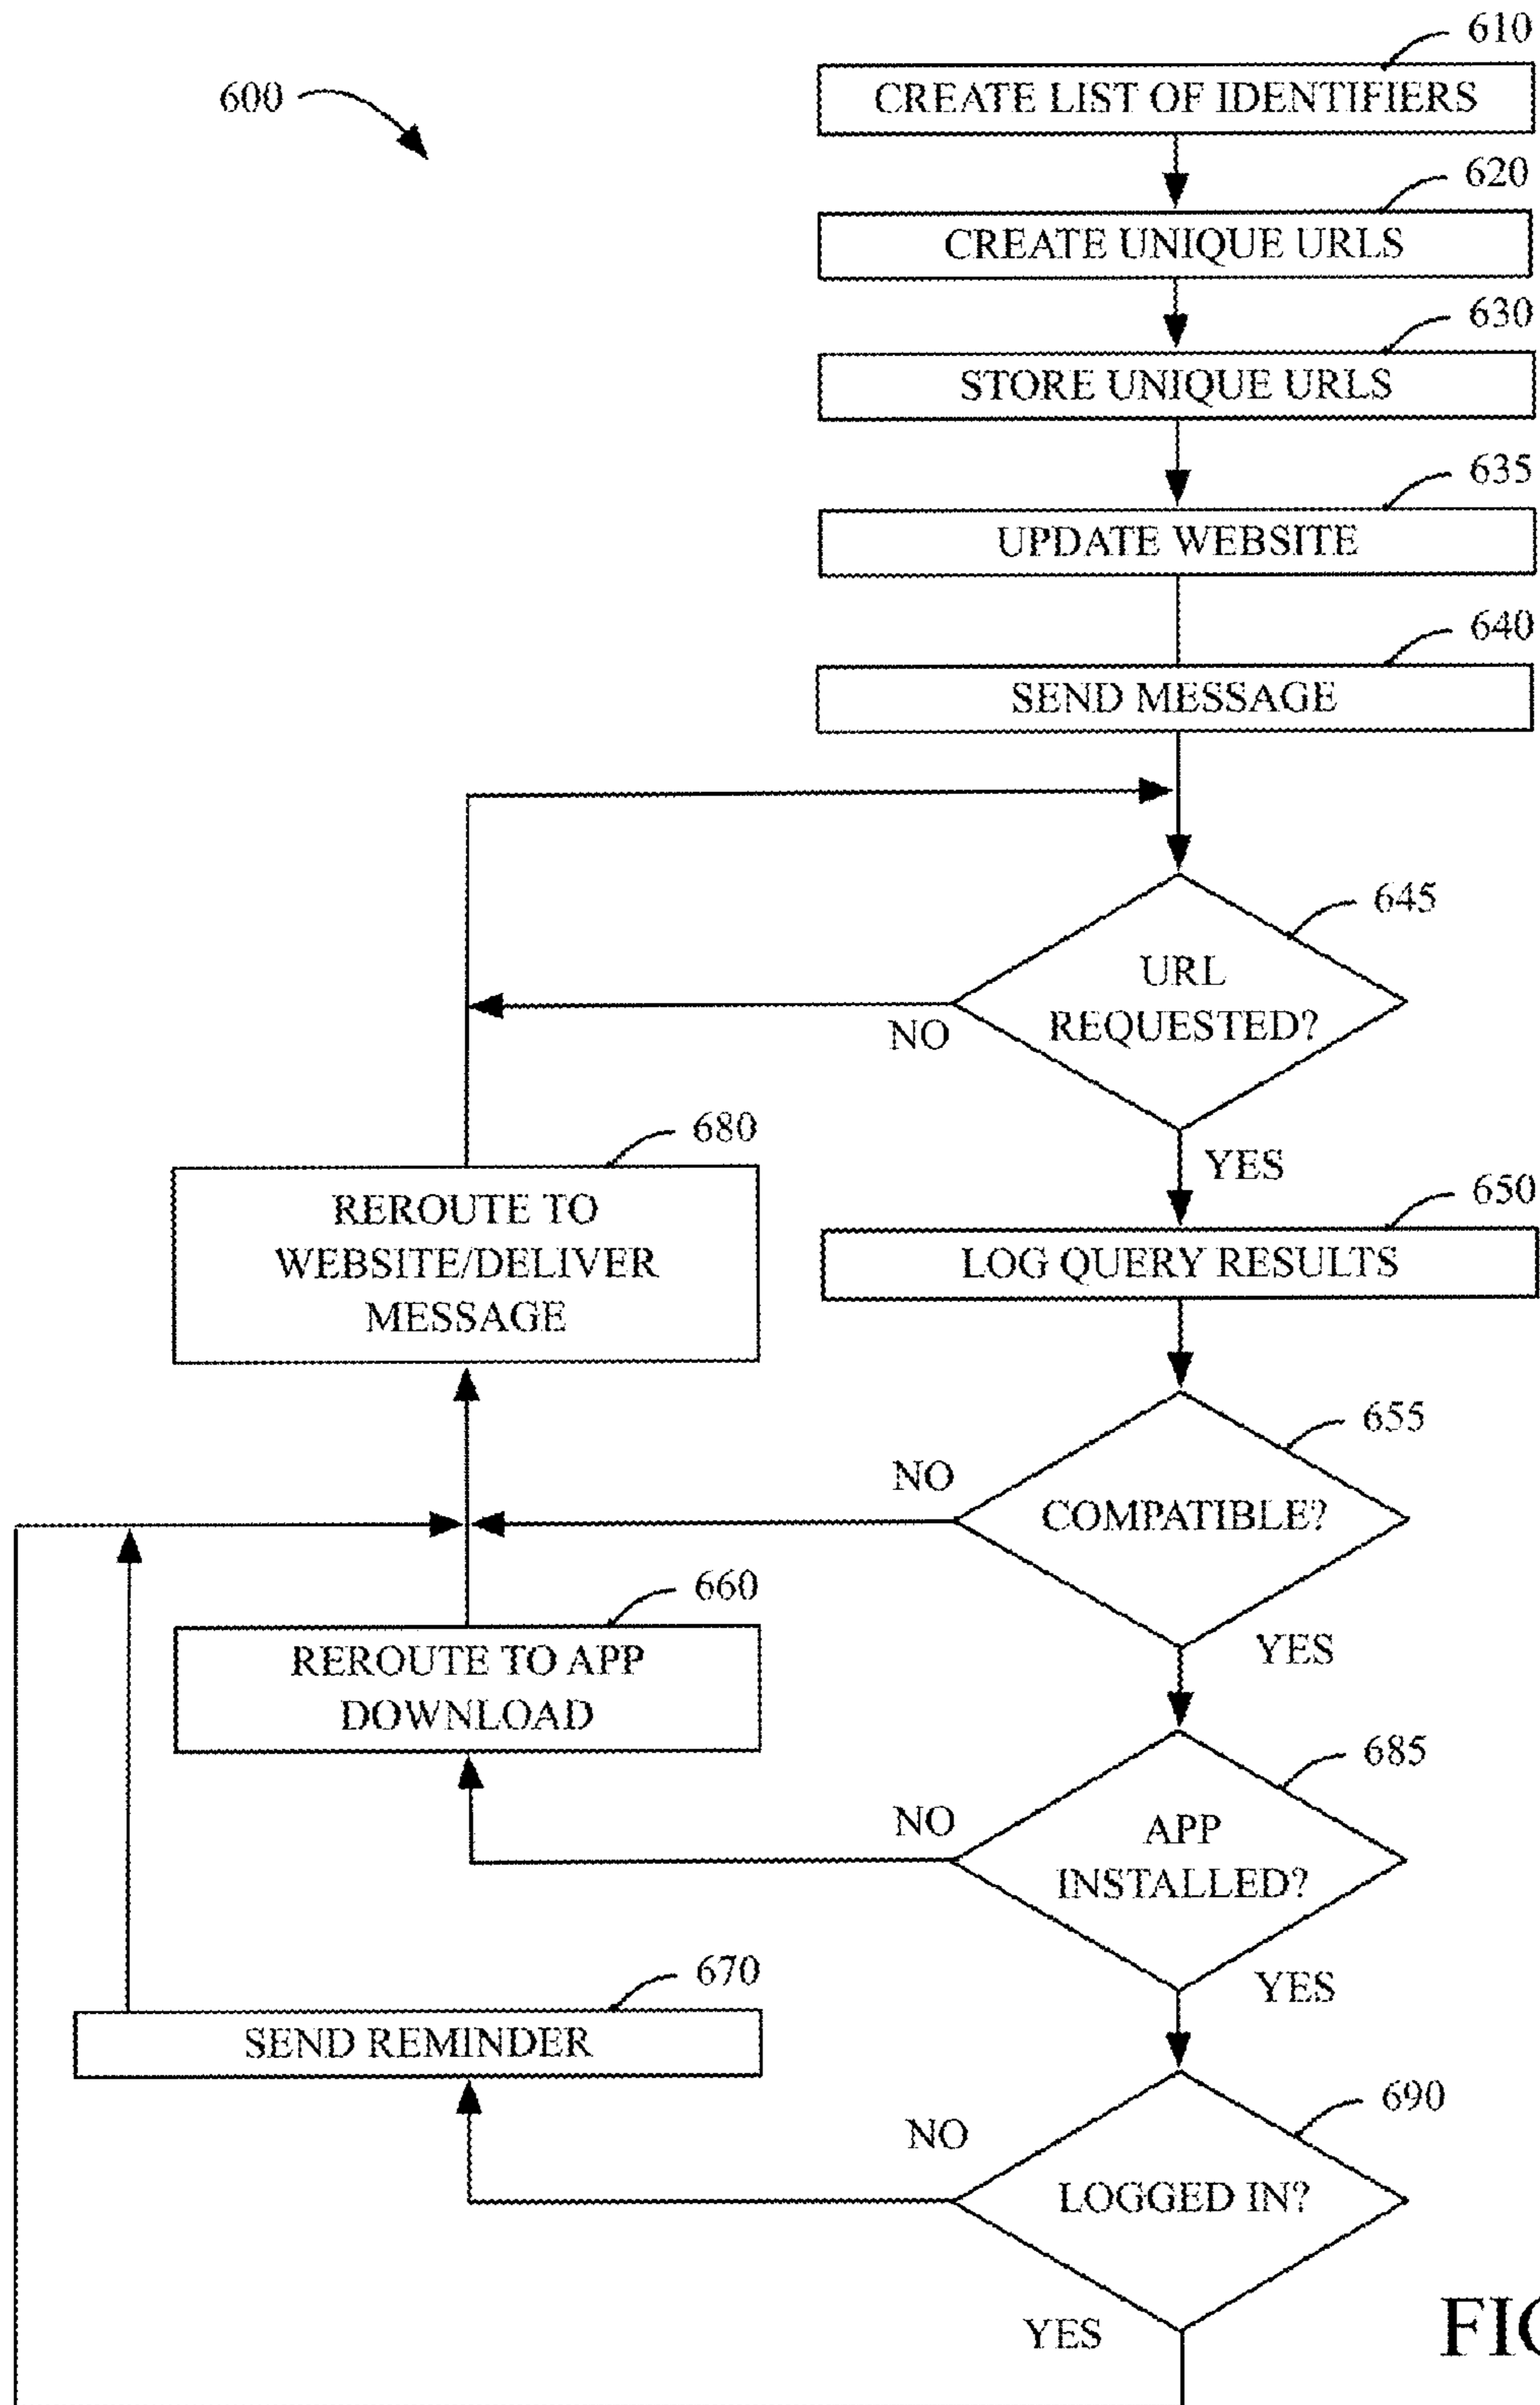 610
600
CREATE LIST OF IDENTIFIERS
620
CREATE UNIQUE URLS
630
STORE UNIQUE URLS
635
UPDATE WEBSITE
640
SEND MESSAGE
645
URL
REQUESTED?
NO
YES
680
REROUTE TO
WEBSITE/DELIVER
MESSAGE
650
LOG QUERY RESULTS
655
NO
COMPATIBLE?
YES
660
REROUTE TO APP
DOWNLOAD
685
NO
APP
INSTALLED?
YES
670
SEND REMINDER
690
NO
LOGGED IN?
YES